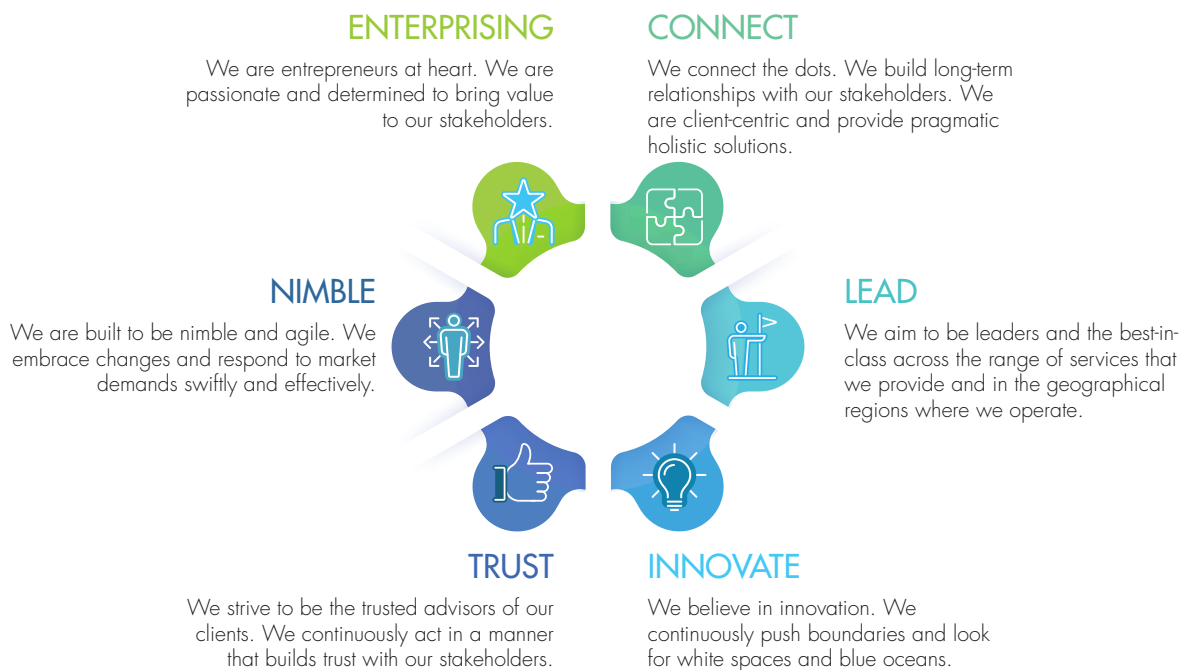 ENTERPRISING
We are entrepreneurs at heart. We are
passionate and determined to bring value
to our stakeholders.
CONNECT
We connect the dots. We build long-term
relationships with our stakeholders. We
are client-centric and provide pragmatic
holistic solutions.
NIMBLE
We are built to be nimble and agile. We
embrace changes and respond to market
demands swiftly and effectively.
LEAD
We aim to be leaders and the best-in-
class across the range of services that
we provide and in the geographical
regions where we operate.
TRUST
We strive to be the trusted advisors of our
clients. We continuously act in a manner
that builds trust with our stakeholders.
INNOVATE
We believe in innovation. We
continuously push boundaries and look
for white spaces and blue oceans.